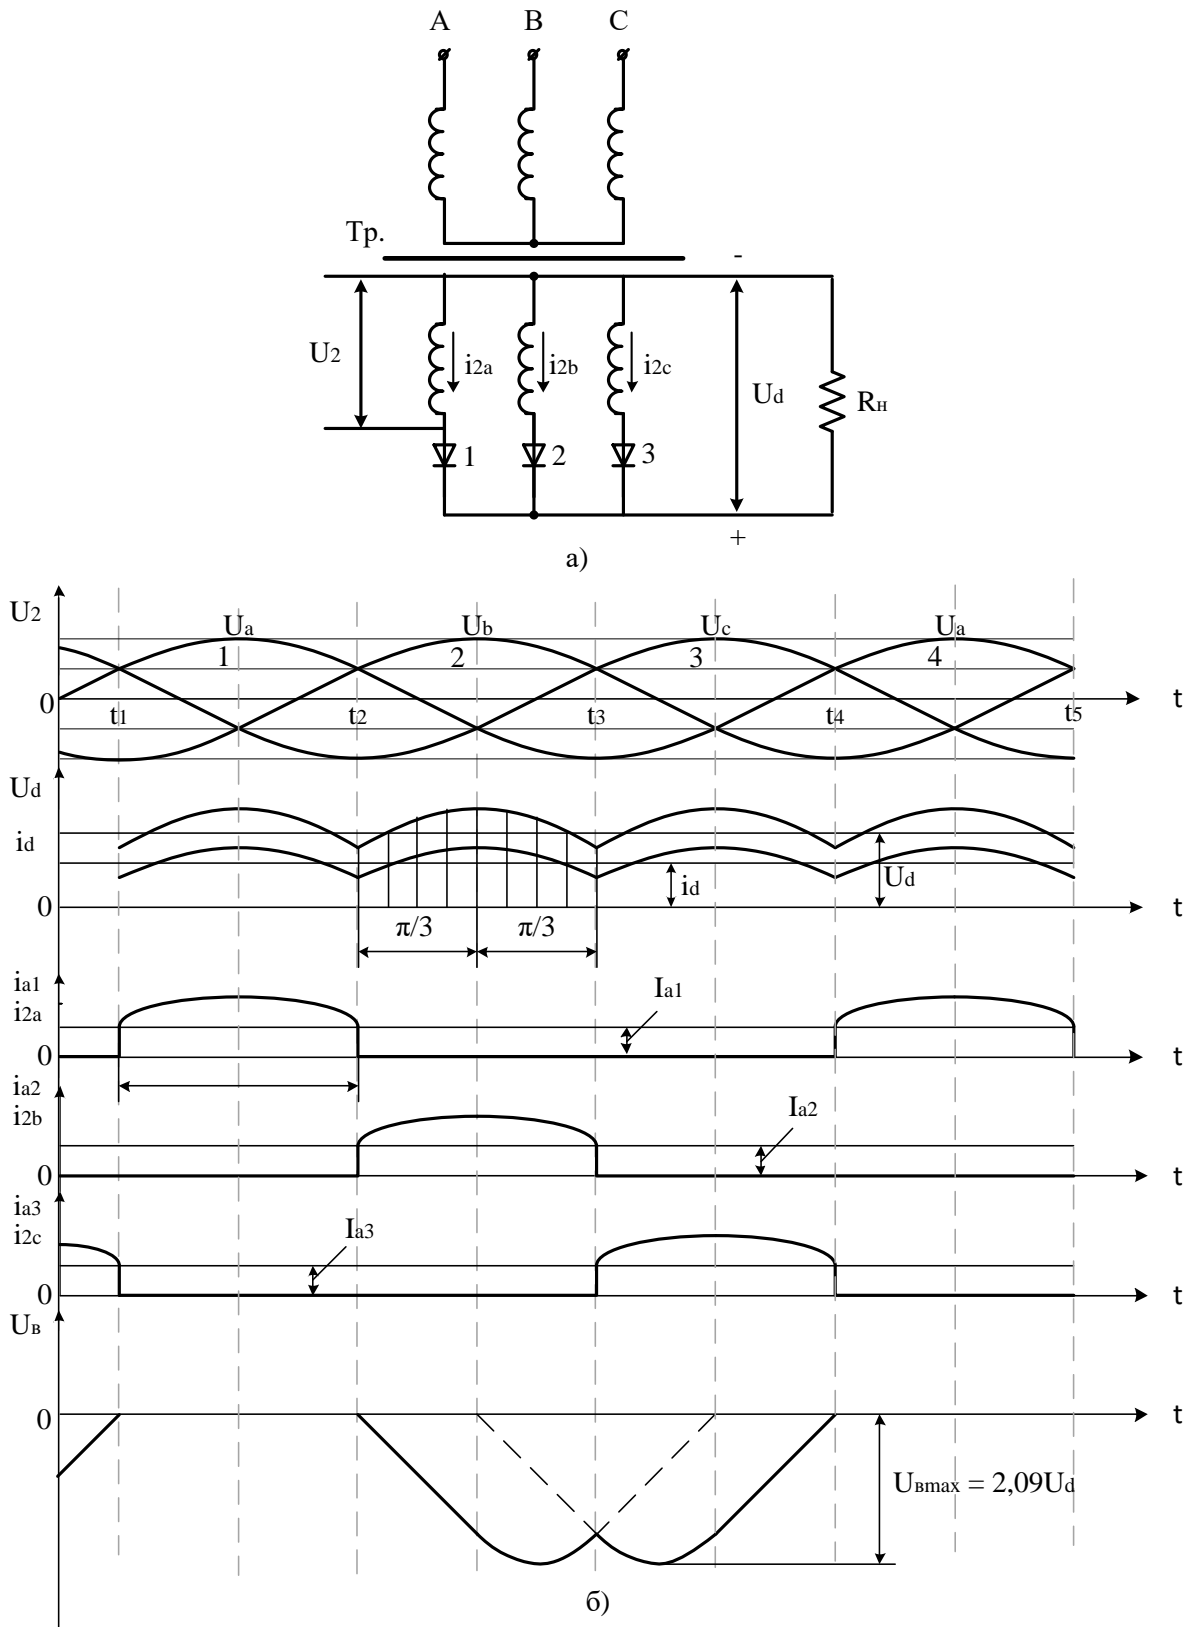 A B C
Тр.
-
U2
i2a
i2b
i2c
Ud
Rн
1
2
3
+
а)
U2
Ua
Ub
Uc
Ua
1
2
3
4
0
t1
t2
t3
t4
t5
t
Ud
id
id
Ud
0
t
π/3
π/3
ia1
i2a
Ia1
0
t
ia2
i2b
Ia2
0
t
ia3
i2c
Ia3
0
t
Uв
0
t
Uвmax = 2,09Ud
б)